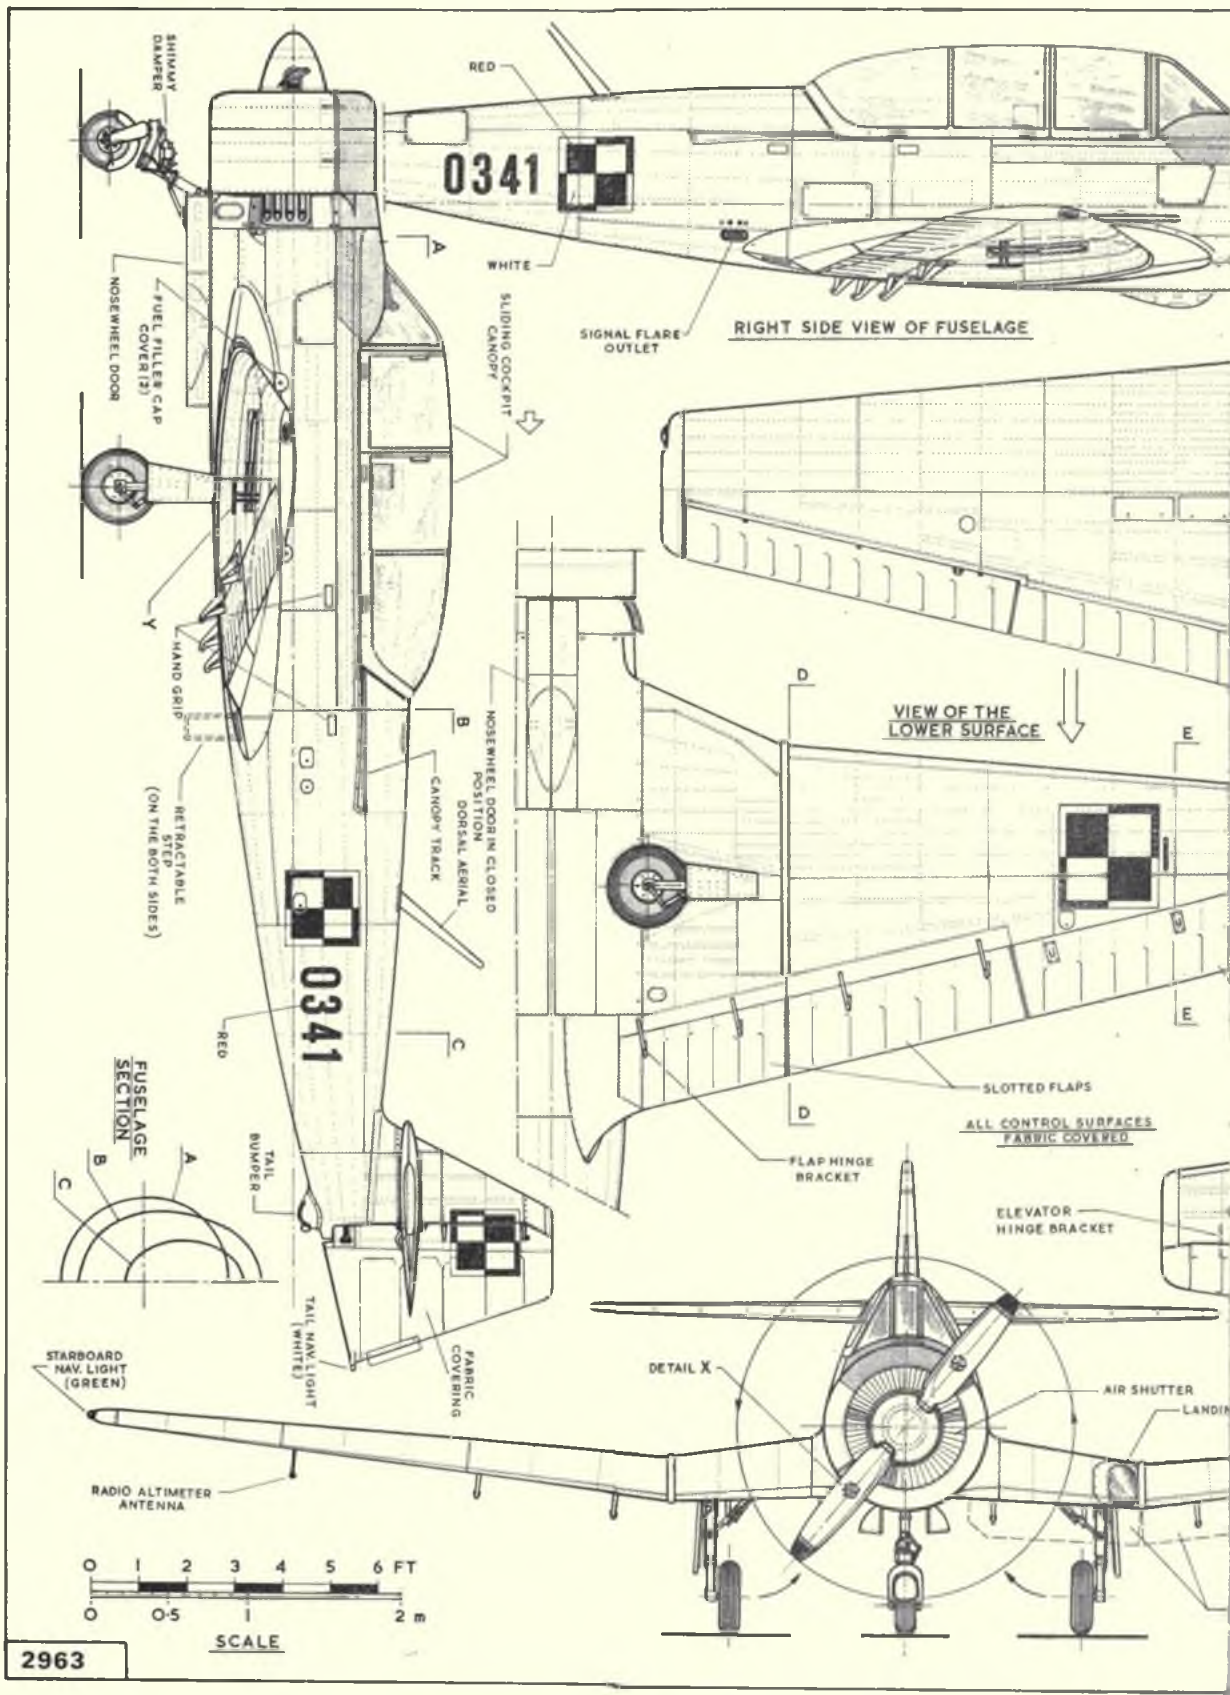 SHIMMY
DAMPER
RED
0341
WHITE
SIGNAL FLARE
OUTLET
RIGHT SIDE VIEW OF FUSELAGE
A
SLIDING COCKPIT
CANOPY
FUEL FILLER CAP
COVER (2)
NOSEWHEEL DOOR
Y
HAND GRIP
B
RETRACTABLE
STEP
(ON THE BOTH SIDES)
CANOPY TRACK
DORSAL AERIAL
NOSEWHEEL DOOR IN CLOSED
POSITION
D
VIEW OF THE
LOWER SURFACE
E
E
0341
RED
C
SLOTTED FLAPS
D
ALL CONTROL SURFACES
FABRIC COVERED
FLAP HINGE
BRACKET
FUSELAGE
SECTION
A
B
C
TAIL
BUMPER
ELEVATOR
HINGE BRACKET
TAIL NAV. LIGHT
(WHITE)
FABRIC
COVERING
STARBOARD
NAV. LIGHT
(GREEN)
DETAIL X
AIR SHUTTER
LANDIN
RADIO ALTIMETER
ANTENNA
0 1 2 3 4 5 6 FT
0 0·5 1 2 m
SCALE
2963